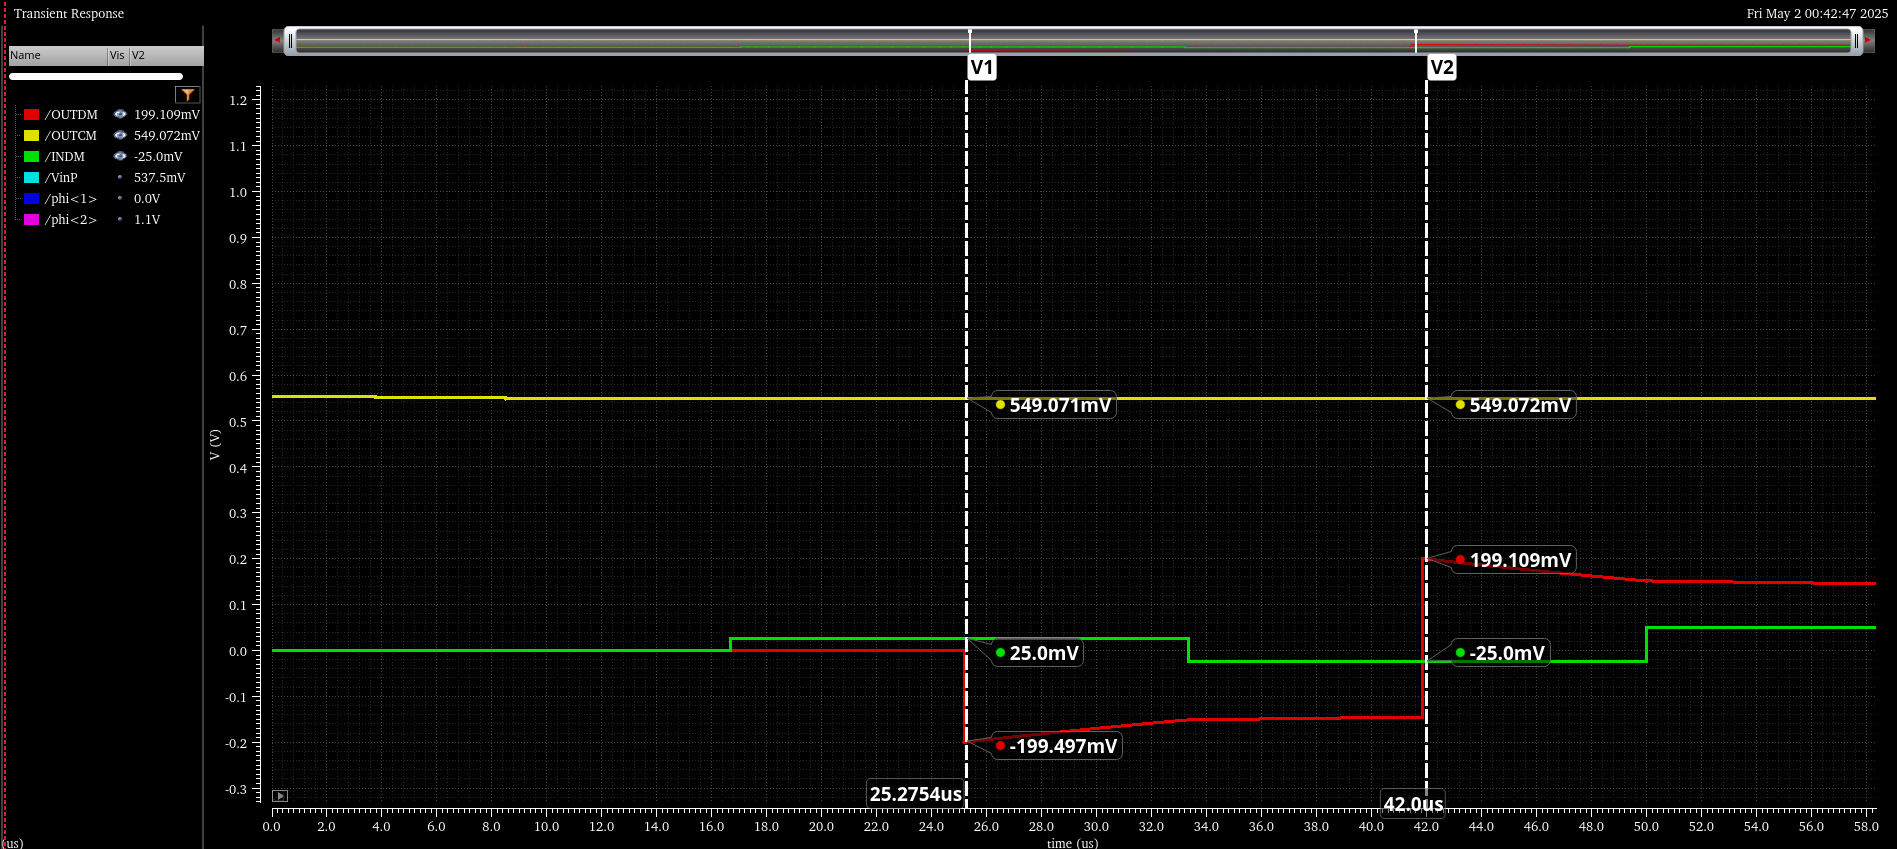 Transient Response
Fri May 2 00:42:47 2025
Name Vis V2
/OUTDM 199.109mV
/OUTCM 549.072mV
/INDM -25.0mV
/VinP 537.5mV
/phi<1> 0.0V
/phi<2> 1.1V
V1
V2
1.2
1.1
1.0
0.9
0.8
0.7
0.6
0.5
0.4
0.3
0.2
0.1
0.0
-0.1
-0.2
-0.3
V (V)
549.071mV
549.072mV
199.109mV
25.0mV
-25.0mV
-199.497mV
25.2754us
42.0us
0.0 2.0 4.0 6.0 8.0 10.0 12.0 14.0 16.0 18.0 20.0 22.0 24.0 26.0 28.0 30.0 32.0 34.0 36.0 38.0 40.0 42.0 44.0 46.0 48.0 50.0 52.0 54.0 56.0 58.0
time (us)
us)